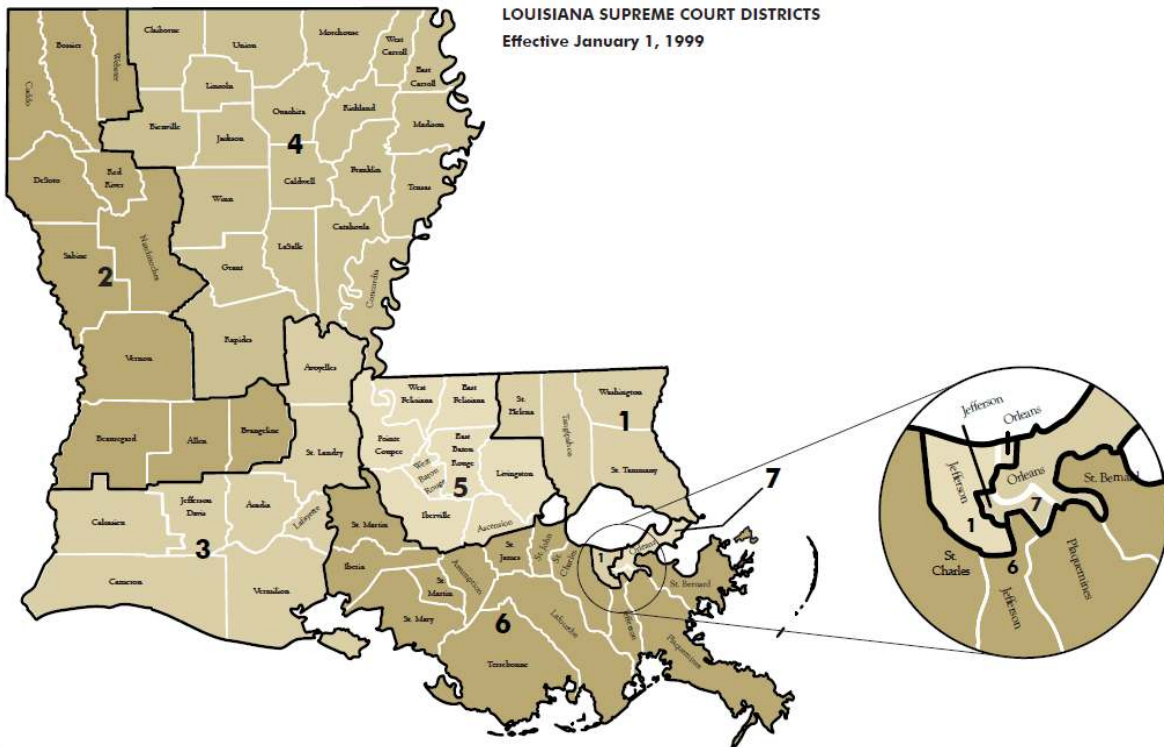 LOUISIANA SUPREME COURT DISTRICTS
Effective January 1, 1999
Claiborne
Union
Morehouse
West
Carroll
East
Carroll
Bossier
Webster
Caddo
Lincoln
Ouachita
Richland
Madison
Bienville
Jackson
4
Franklin
Caldwell
Tensas
DeSoto
Red
River
Winn
Catahoula
Natchitoches
LaSalle
Sabine
2
Grant
Concordia
Rapides
Vernon
Avoyelles
West
Feliciana
East
Feliciana
St.
Helena
Washington
Tangipahoa
1
Beauregard
Allen
Evangeline
Pointe
Coupee
East
Baton
Rouge
West
Baton
Rouge
5
Livingston
St. Landry
St. Tammany
7
Calcasieu
Jefferson
Davis
Acadia
Lafayette
3
Iberville
Ascension
St. Martin
Cameron
Vermilion
Iberia
St.
James
St. John
St.
Charles
1
Orleans
St. Bernard
Assumption
St.
Martin
St. Mary
6
Lafourche
Jefferson
Terrebonne
Plaquemines
Jefferson
Orleans
Jefferson
Orleans
St. Bernard
7
1
St.
Charles
6
Jefferson
Plaquemines